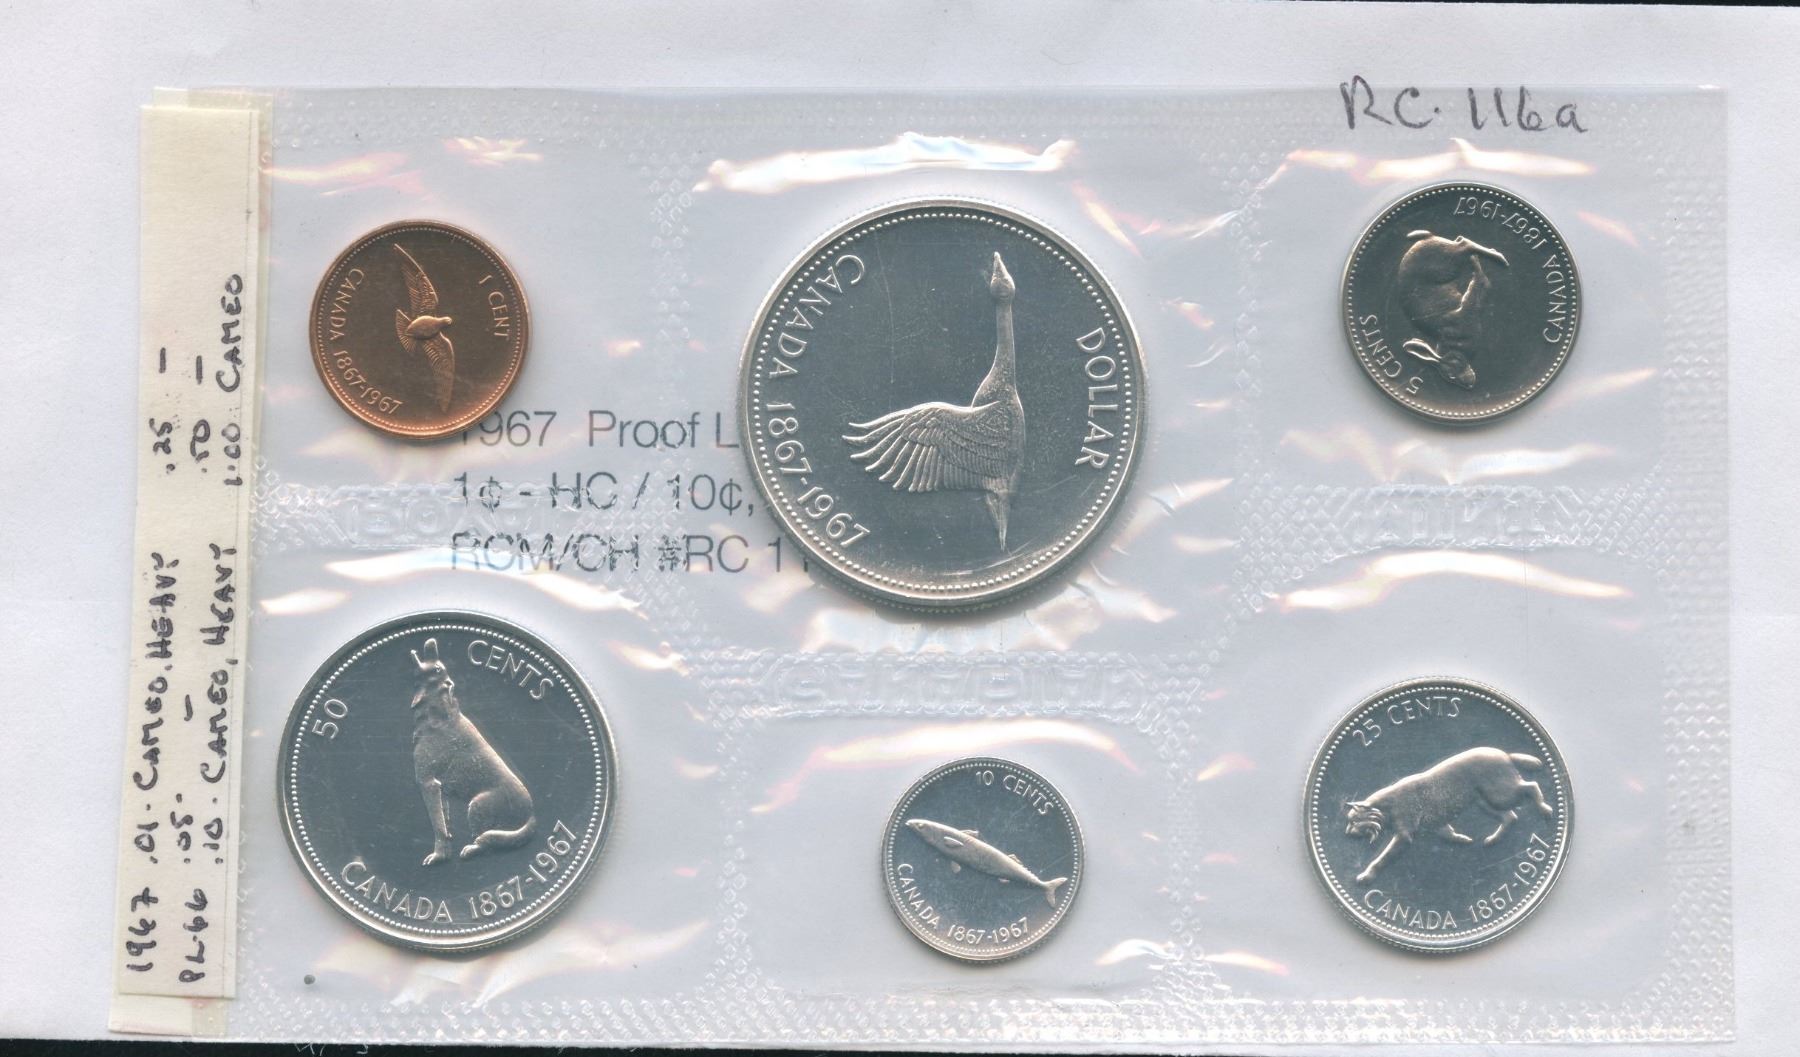 RC. 116a
1967 .01 - CAMEO. HEAVY .25 -
PL66 .05 - - .50 -
.10 - CAMEO, HEAVY 1.00 CAMEO
1 CENT
CANADA 1867-1967
DOLLAR
CANADA 1867-1967
5 CENTS
CANADA 1867-1967
1967 Proof L
1¢ - HC / 10¢,
RCM/CH #RC 11
50 CENTS
CANADA 1867-1967
10 CENTS
CANADA 1867-1967
25 CENTS
CANADA 1867-1967